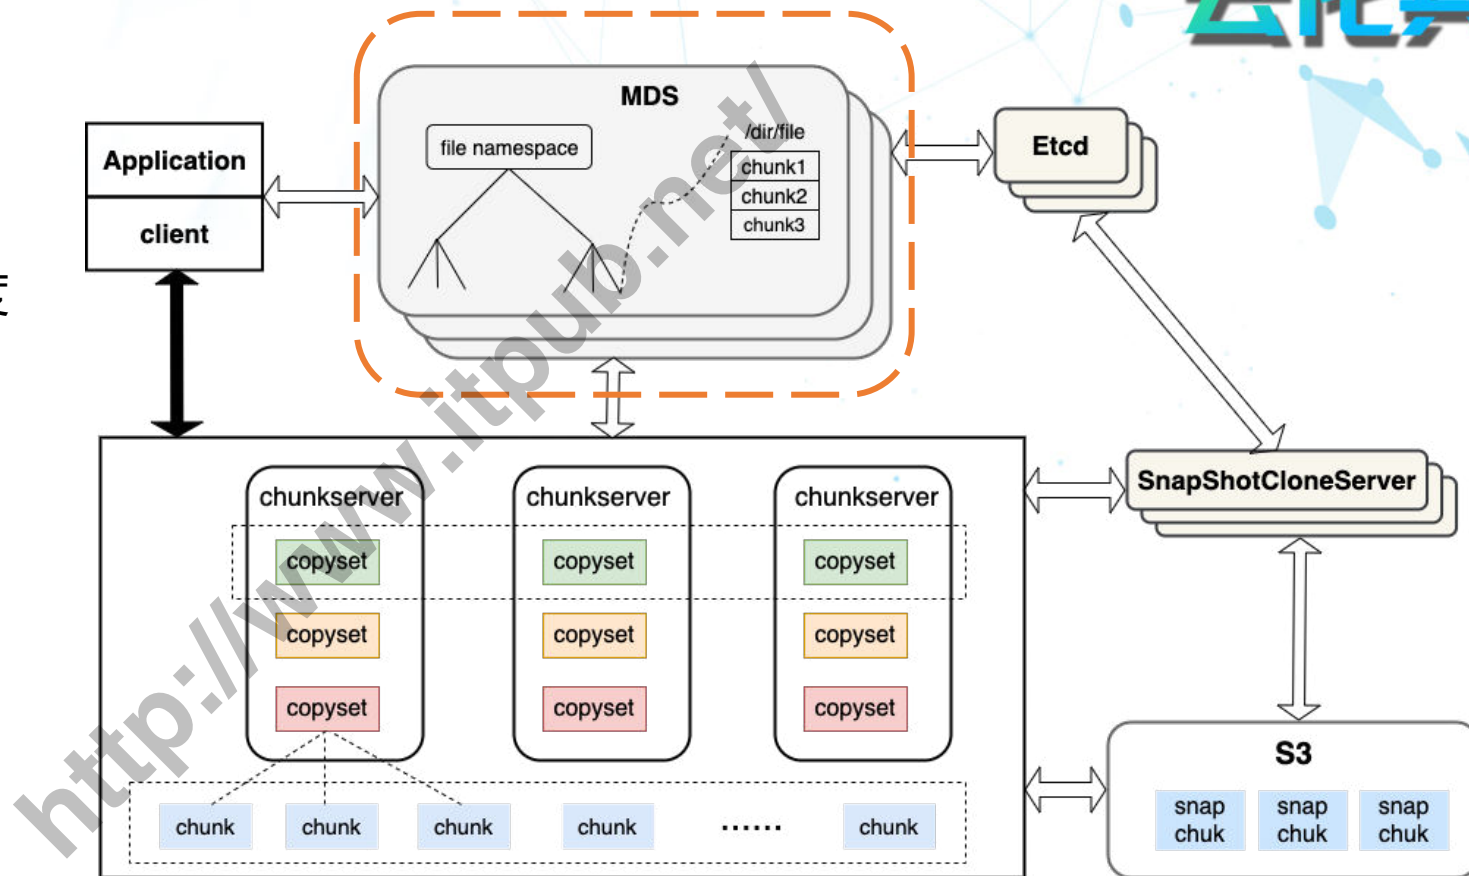 MDS
/dir/file
file namespace
chunk1
chunk2
chunk3
Application
client
Etcd
度
SnapShotCloneServer
chunkserver
chunkserver
chunkserver
copyset
copyset
copyset
copyset
copyset
copyset
copyset
copyset
copyset
chunk
chunk
chunk
chunk
......
chunk
S3
snap
chuk
snap
chuk
snap
chuk
http://www.itpub.net/